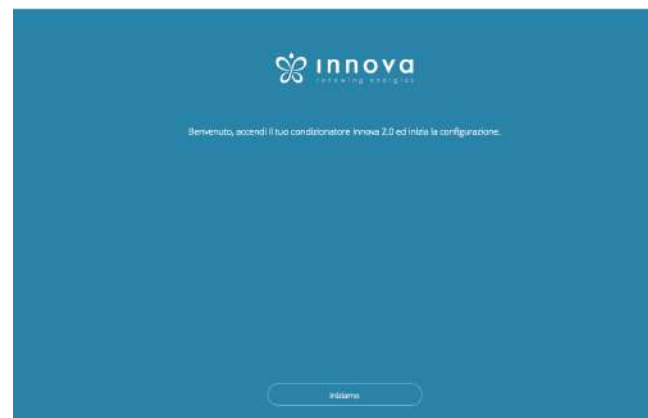 innova
renewing energies
Benvenuto, accendi il tuo condizionatore Innova 2.0 ed inizia la configurazione.
Iniziamo